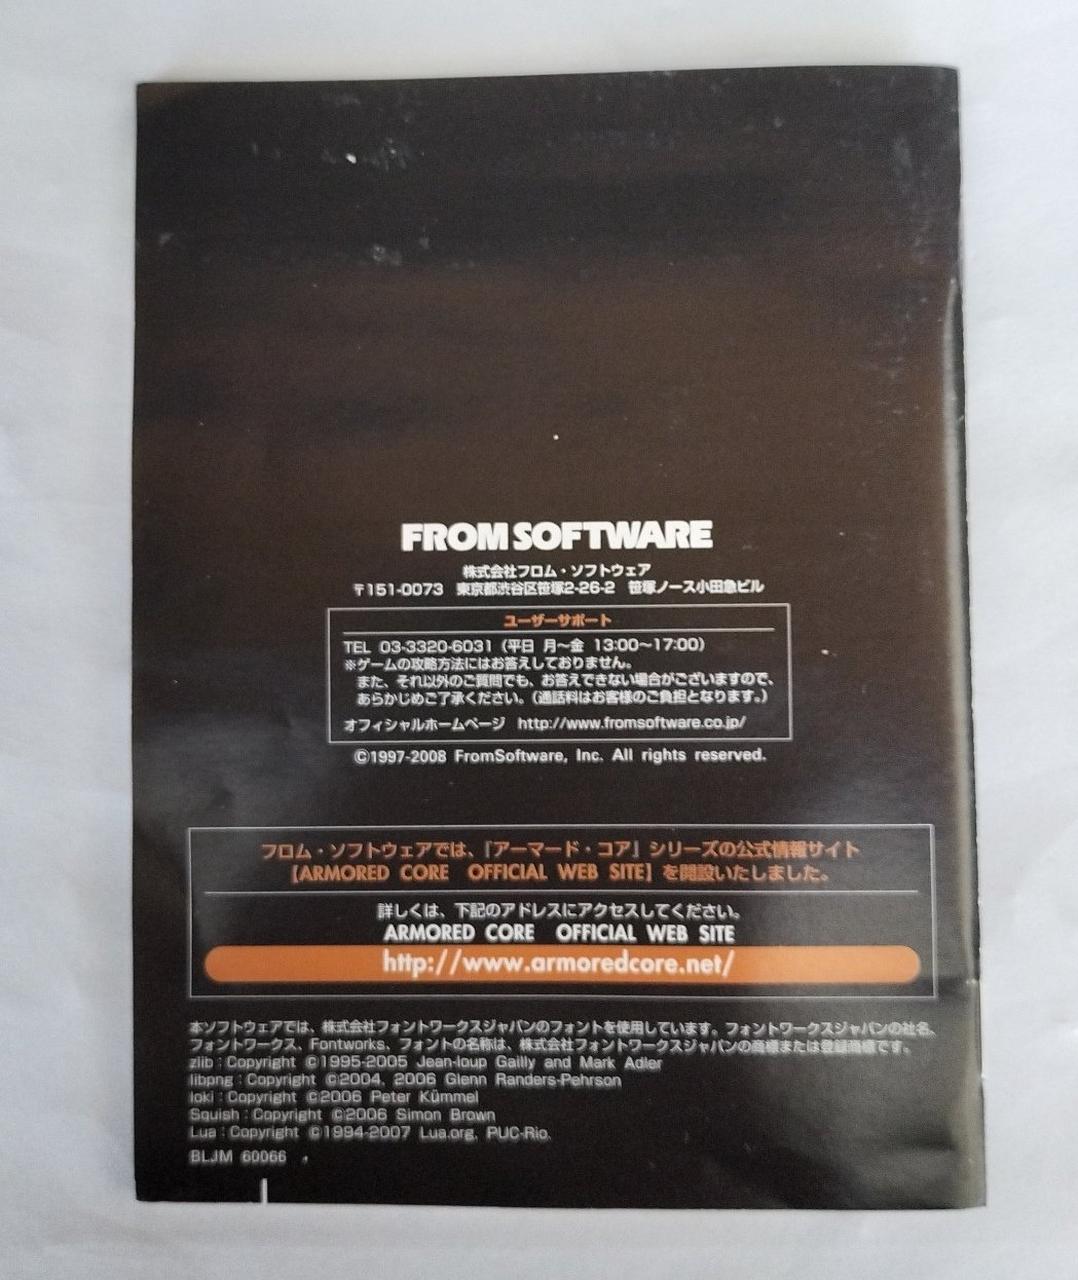 FROMSOFTWARE
株式会社フロム・ソフトウェア
〒151-0073 東京都渋谷区笹塚2-26-2 笹塚ノース小田急ビル
ユーザーサポート
TEL 03-3320-6031（平日 月～金 13:00～17:00）
※ゲームの攻略方法にはお答えしておりません。
また、それ以外のご質問でも、お答えできない場合がございますので、
あらかじめご了承ください。（通話料はお客様のご負担となります。）
オフィシャルホームページ http://www.fromsoftware.co.jp/
©1997-2008 FromSoftware, Inc. All rights reserved.
フロム・ソフトウェアでは、『アーマード・コア』シリーズの公式情報サイト
【ARMORED CORE OFFICIAL WEB SITE】を開設いたしました。
詳しくは、下記のアドレスにアクセスしてください。
ARMORED CORE OFFICIAL WEB SITE
http://www.armoredcore.net/
本ソフトウェアでは、株式会社フォントワークスジャパンのフォントを使用しています。フォントワークスジャパンの社名、
フォントワークス、Fontworks、フォントの名称は、株式会社フォントワークスジャパンの商標または登録商標です。
zlib：Copyright ©1995-2005 Jean-loup Gailly and Mark Adler
libpng：Copyright ©2004, 2006 Glenn Randers-Pehrson
loki：Copyright ©2006 Peter Kümmel
Squish：Copyright ©2006 Simon Brown
Lua：Copyright ©1994-2007 Lua.org, PUC-Rio.
BLJM 60066